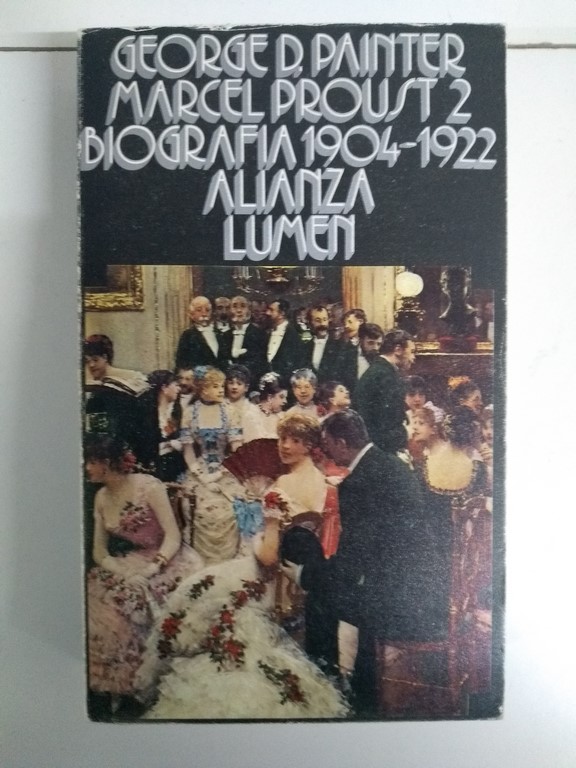 GEORGE D. PAINTER
MARCEL PROUST 2
BIOGRAFIA 1904-1922
ALIANZA
LUMEN